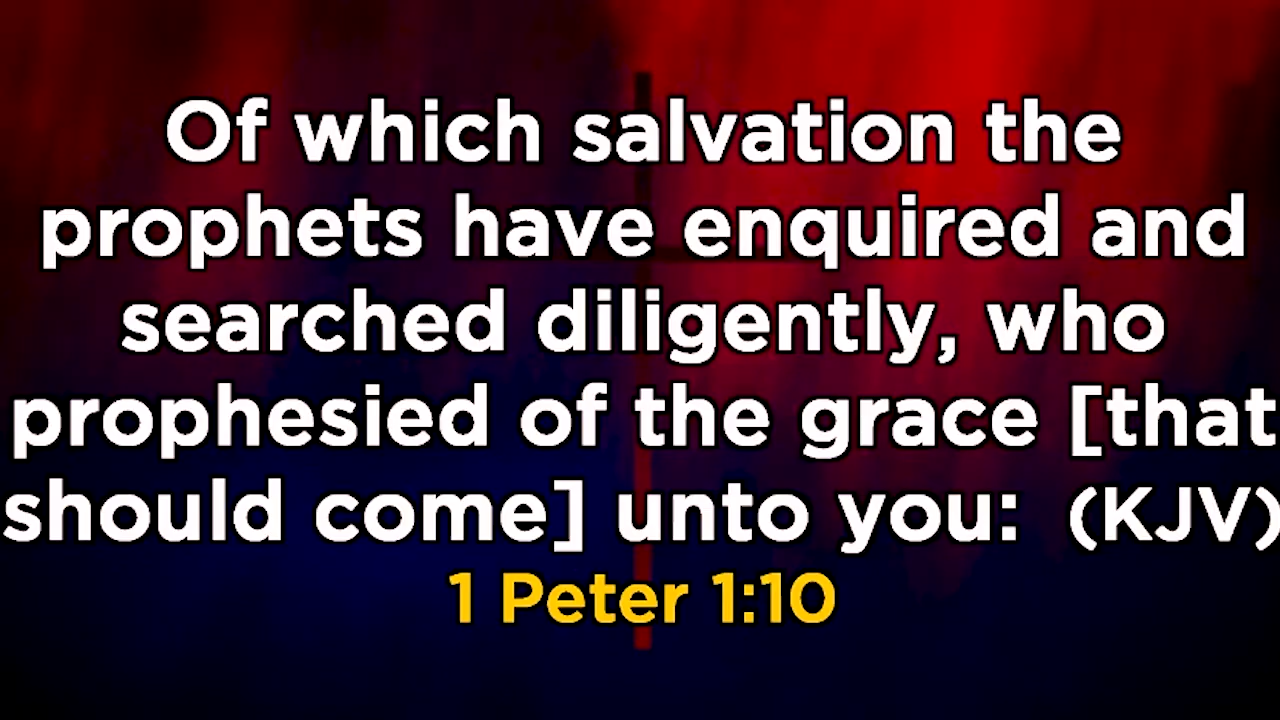 Of which salvation the
prophets have enquired and
searched diligently, who
prophesied of the grace [that
should come] unto you:  (KJV)
1 Peter 1:10